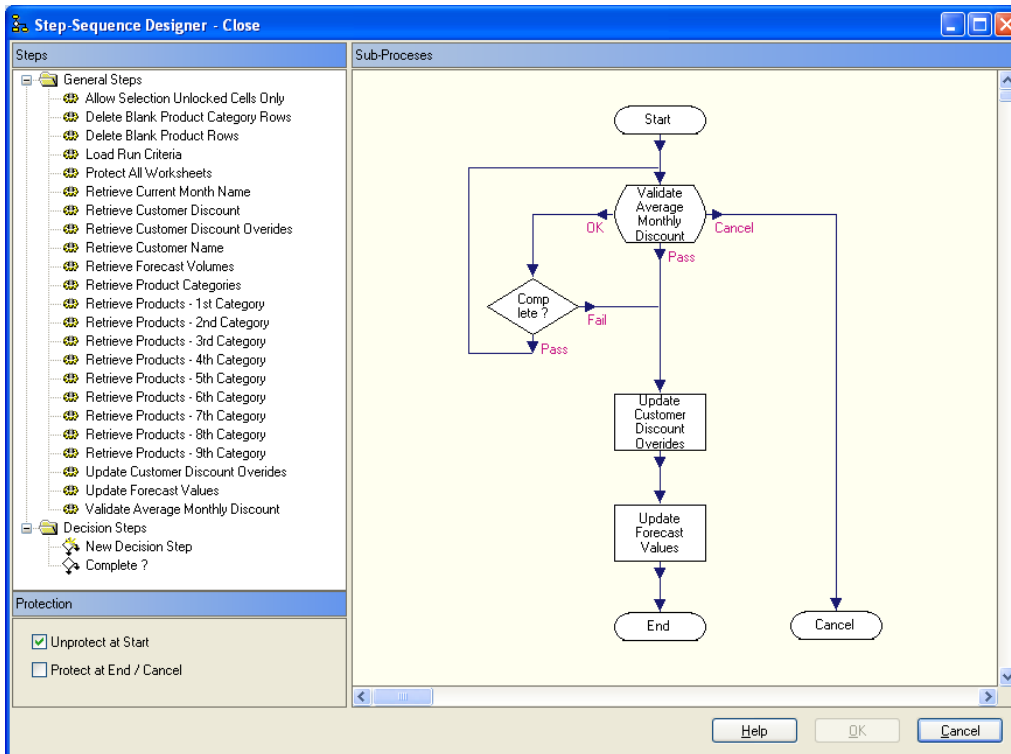 Step-Sequence Designer - Close
Steps
General Steps
Allow Selection Unlocked Cells Only
Delete Blank Product Category Rows
Delete Blank Product Rows
Load Run Criteria
Protect All Worksheets
Retrieve Current Month Name
Retrieve Customer Discount
Retrieve Customer Discount Overrides
Retrieve Customer Name
Retrieve Forecast Volumes
Retrieve Product Categories
Retrieve Products - 1st Category
Retrieve Products - 2nd Category
Retrieve Products - 3rd Category
Retrieve Products - 4th Category
Retrieve Products - 5th Category
Retrieve Products - 6th Category
Retrieve Products - 7th Category
Retrieve Products - 8th Category
Retrieve Products - 9th Category
Update Customer Discount Overides
Update Forecast Values
Validate Average Monthly Discount
Decision Steps
New Decision Step
Complete ?
Protection
Unprotect at Start
Protect at End / Cancel
Sub-Proceses
Start
Validate
Average
Monthly
Discount
OK
Cancel
Pass
Comp
lete ?
Fail
Pass
Update
Customer
Discount
Overides
Update
Forecast
Values
End
Cancel
Help
OK
Cancel